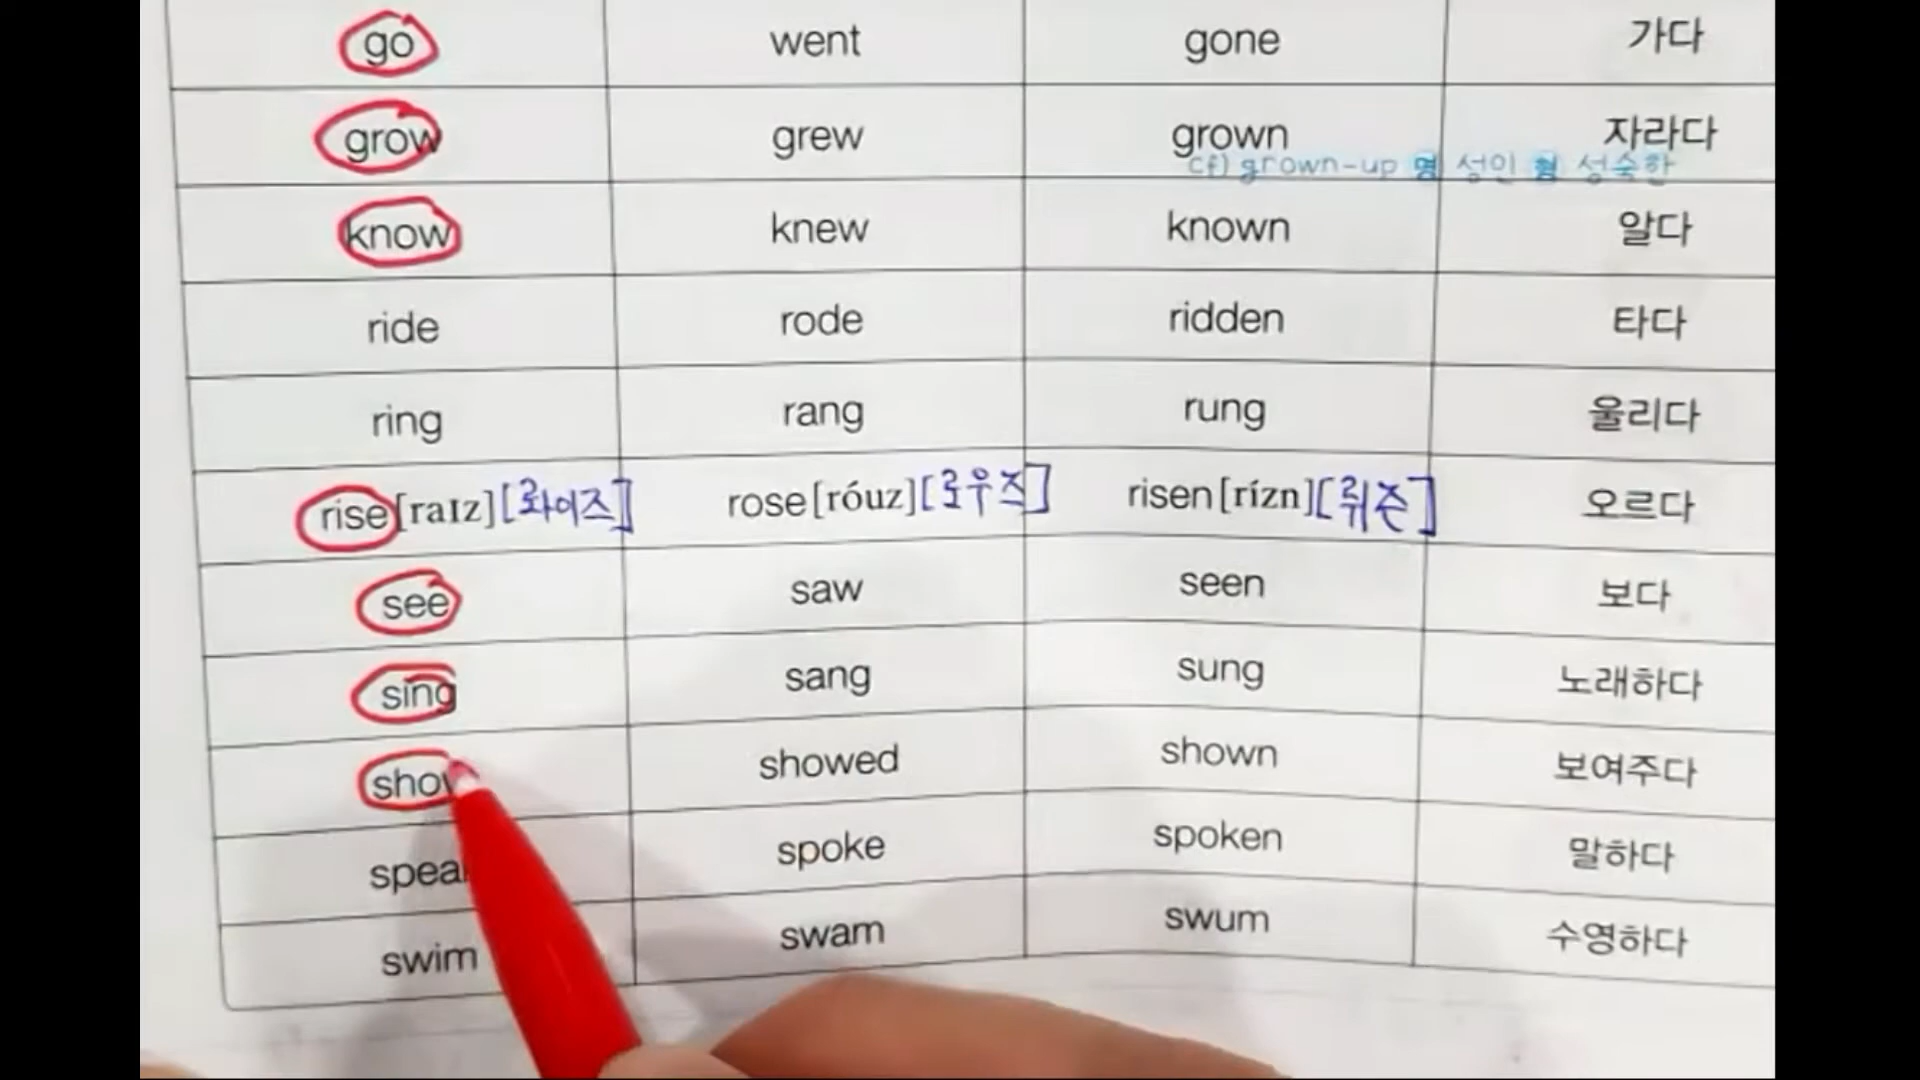 go went gone 가다
grow grew grown 자라다
cf) grown-up 명 성인 형 성숙한
know knew known 알다
ride rode ridden 타다
ring rang rung 울리다
rise[raɪz][롸이즈] rose[róuz][로우즈] risen[rízn][뤼즌] 오르다
see saw seen 보다
sing sang sung 노래하다
showed shown 보여주다
spoke spoken 말하다
swim swam swum 수영하다